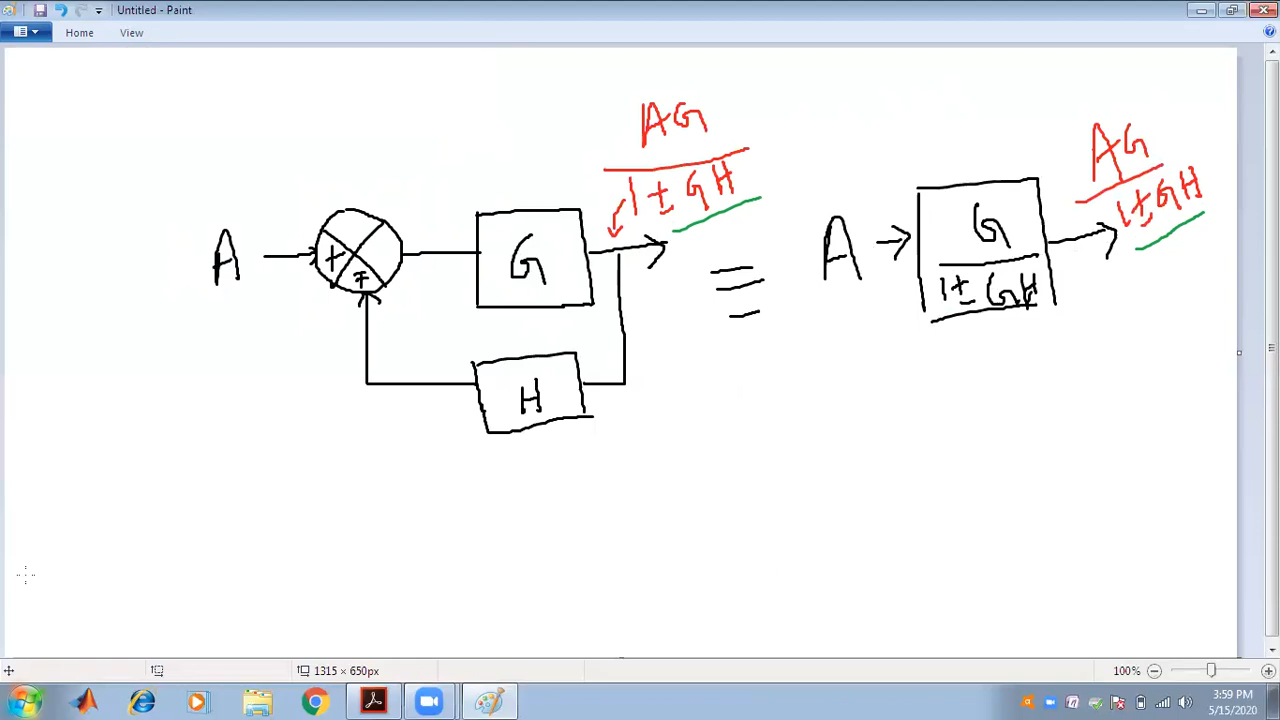 Untitled - Paint
Home View
AG
1 ± GH
AG
1 ± GH
A
+
∓
G
≡
A
G
1 ± GH
H
1315 × 650px
100%
3:59 PM
5/15/2020